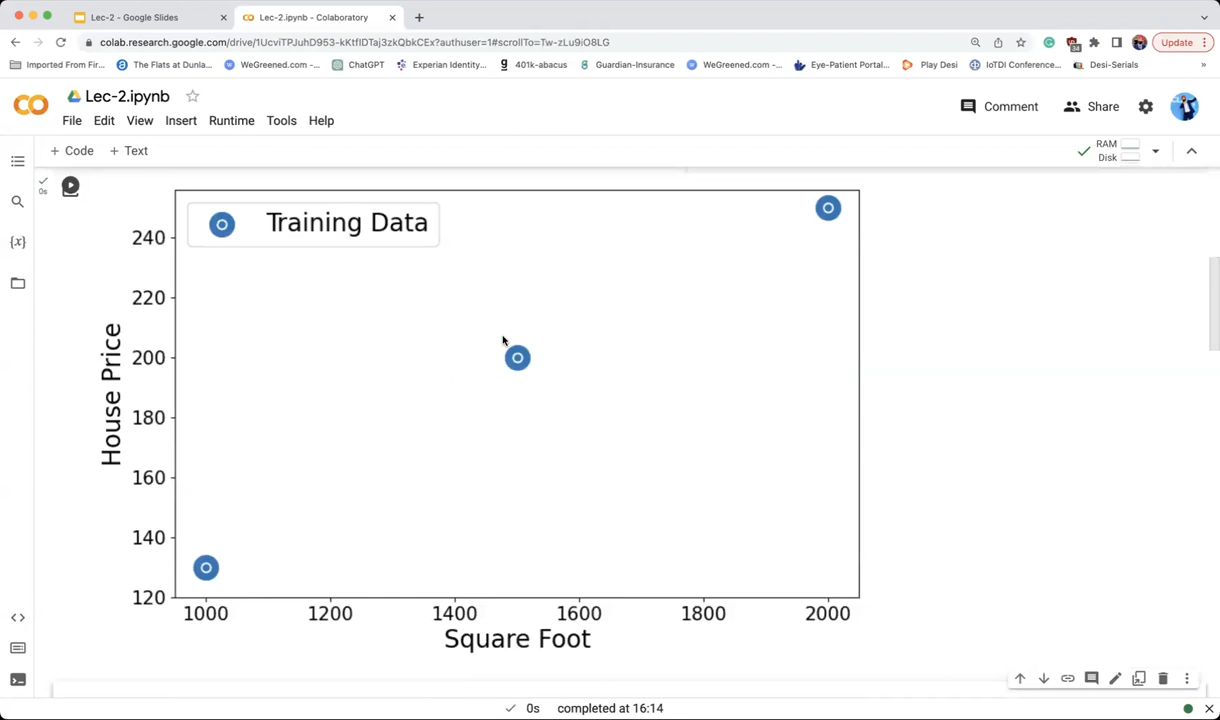 Lec-2 - Google Slides
Lec-2.ipynb - Colaboratory
colab.research.google.com/drive/1UcviTPJuhD953-kKtfIDTaj3zkQbkCEx?authuser=1#scrollTo=Tw-zLu9iO8LG
Update
Imported From Fir...
The Flats at Dunla...
WeGreened.com -...
ChatGPT
Experian Identity...
401k-abacus
Guardian-Insurance
WeGreened.com -...
Eye-Patient Portal...
Play Desi
IoTDI Conference...
Desi-Serials
»
Lec-2.ipynb
Comment
Share
File Edit View Insert Runtime Tools Help
+ Code + Text
RAM
Disk
0s
Training Data
240
220
200
180
160
140
120
House Price
1000 1200 1400 1600 1800 2000
Square Foot
0s completed at 16:14